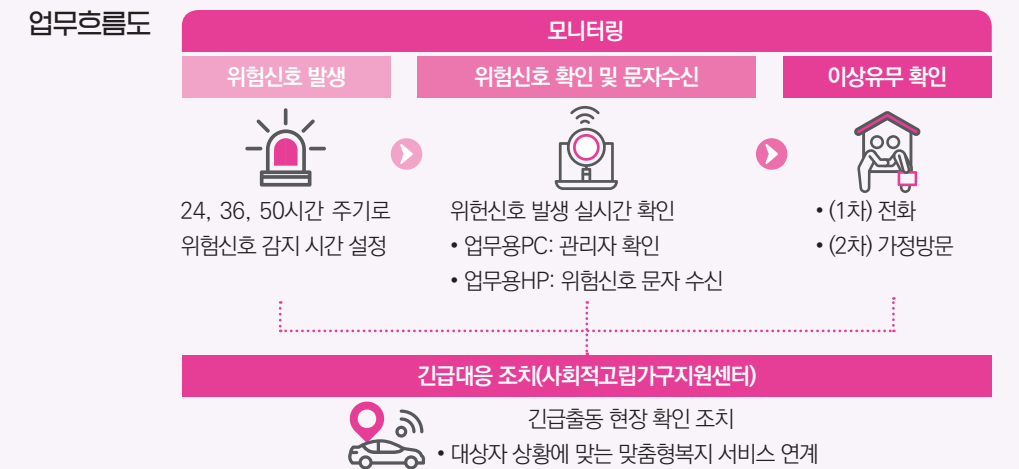 업무흐름도
모니터링
위험신호 발생
위험신호 확인 및 문자수신
이상유무 확인
24, 36, 50시간 주기로
위험신호 감지 시간 설정
위헌신호 발생 실시간 확인
• 업무용PC: 관리자 확인
• 업무용HP: 위험신호 문자 수신
• (1차) 전화
• (2차) 가정방문
긴급대응 조치(사회적고립가구지원센터)
긴급출동 현장 확인 조치
• 대상자 상황에 맞는 맞춤형복지 서비스 연계